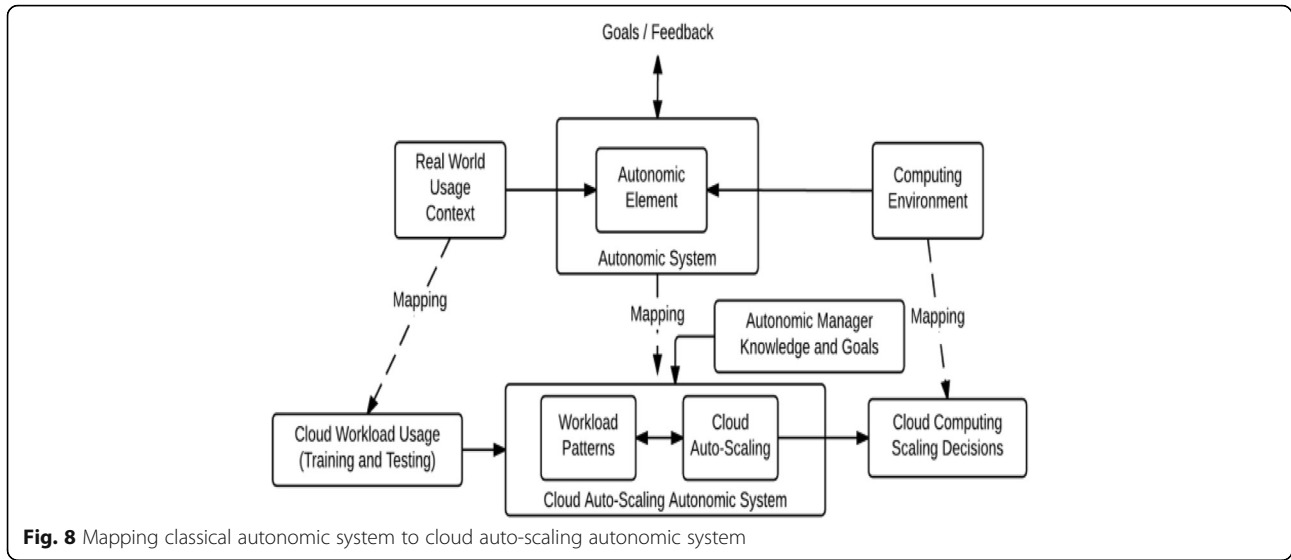 Goals / Feedback
Real World
Usage
Context
Autonomic
Element
Autonomic System
Computing
Environment
Mapping
Mapping
Mapping
Autonomic Manager
Knowledge and Goals
Cloud Workload Usage
(Training and Testing)
Workload
Patterns
Cloud
Auto-Scaling
Cloud Auto-Scaling Autonomic System
Cloud Computing
Scaling Decisions
Fig. 8 Mapping classical autonomic system to cloud auto-scaling autonomic system